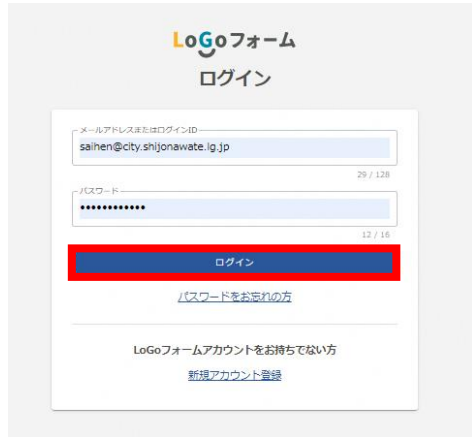 LoGoフォーム
ログイン
メールアドレスまたはログインID
saihen@city.shijonawate.lg.jp
29 / 128
パスワード
••••••••••••
12 / 16
ログイン
パスワードをお忘れの方
LoGoフォームアカウントをお持ちでない方
新規アカウント登録